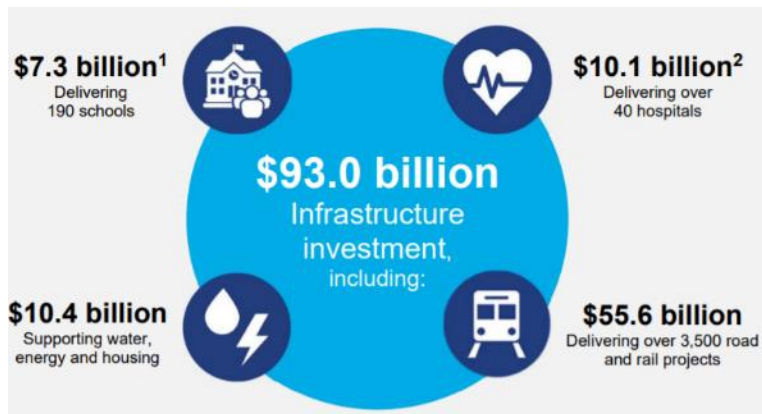 $7.3 billion¹
Delivering
190 schools
$10.1 billion²
Delivering over
40 hospitals
$93.0 billion
Infrastructure
investment,
including:
$10.4 billion
Supporting water,
energy and housing
$55.6 billion
Delivering over 3,500 road
and rail projects